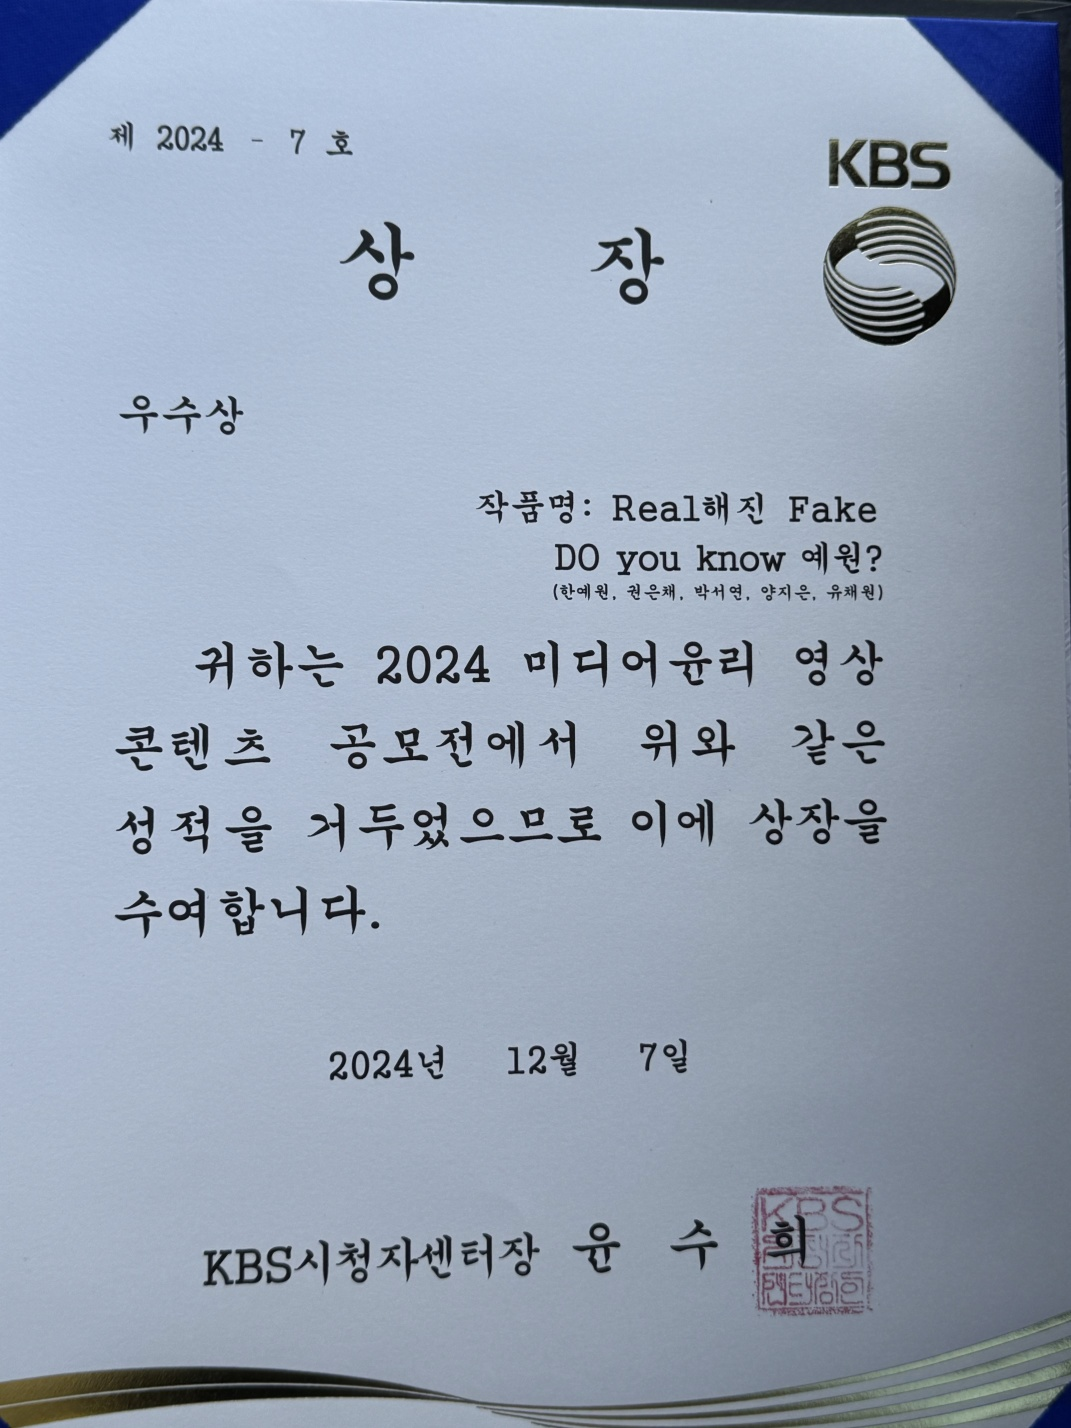 제 2024 - 7 호
KBS
상 장
우수상
작품명: Real해진 Fake
DO you know 예원?
(한예원, 권은채, 박서연, 양지은, 유채원)
귀하는 2024 미디어윤리 영상
콘텐츠 공모전에서 위와 같은
성적을 거두었으므로 이에 상장을
수여합니다.
2024년 12월 7일
KBS시청자센터장 윤 수 희
KBS